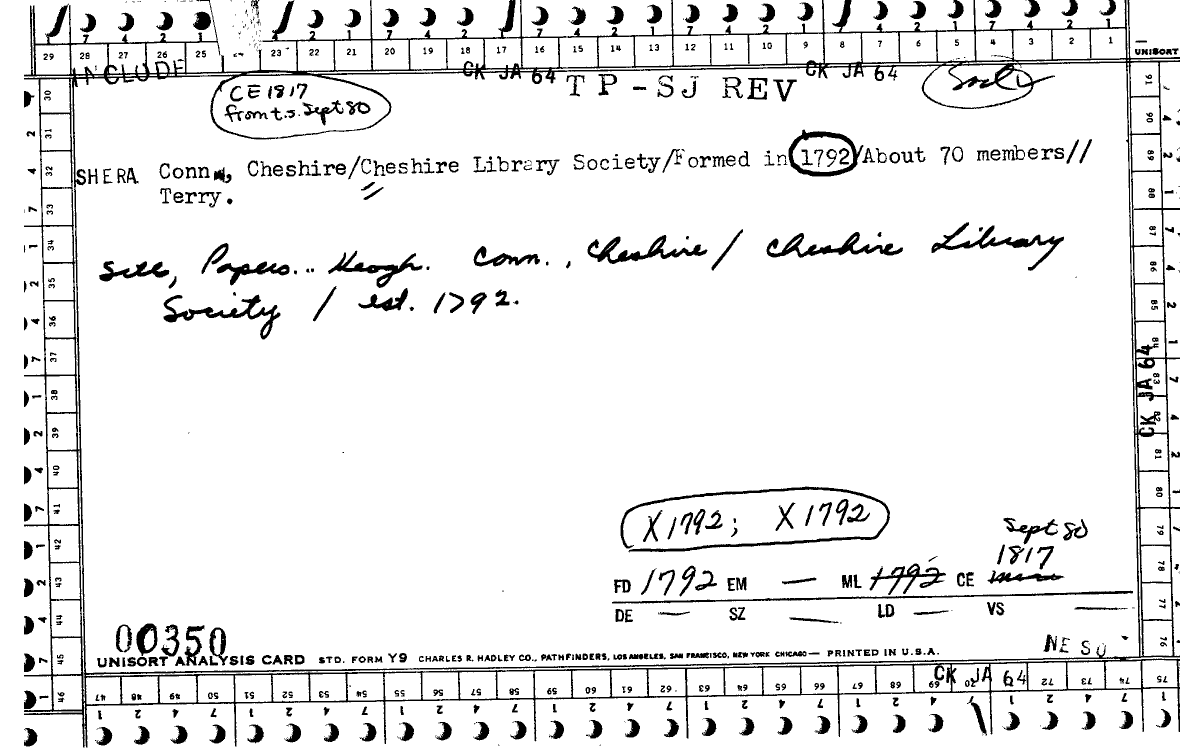 7 4 2 1 7 4 2 1 7 4 2 1 7 4 2 1 7 4 2 1 7 4 2 1
29 28 27 26 25 23 22 21 20 19 18 17 16 15 14 13 12 11 10 9 8 7 6 5 4 3 2 1 UNISORT
INCLUDE CK JA 64 CK JA 64
TP-SJ REV
CE 1817
from t.s. Sept 80
SHERA Conn., Cheshire/Cheshire Library Society/Formed in 1792/About 70 members//
Terry.
Papers.. Keogh. Conn., Cheshire / Cheshire Library
Society / est. 1792.
CK JA 64
X1792; X1792
Sept 80
1817
FD 1792 EM — ML 1792 CE
DE — SZ — LD — VS —
00350
NE SO
UNISORT ANALYSIS CARD STD. FORM Y9 CHARLES R. HADLEY CO., PATHFINDERS, LOS ANGELES, SAN FRANCISCO, NEW YORK CHICAGO — PRINTED IN U.S.A.
CK JA 64
30 31 32 33 34 35 36 37 38 39 40 41 42 43 44 45 46
47 48 49 50 51 52 53 54 55 56 57 58 59 60 61 62 63 64 65 66 67 68 69 70 72 73 74 75
76 77 78 79 80 81 82 83 84 85 86 87 88 89 90 91